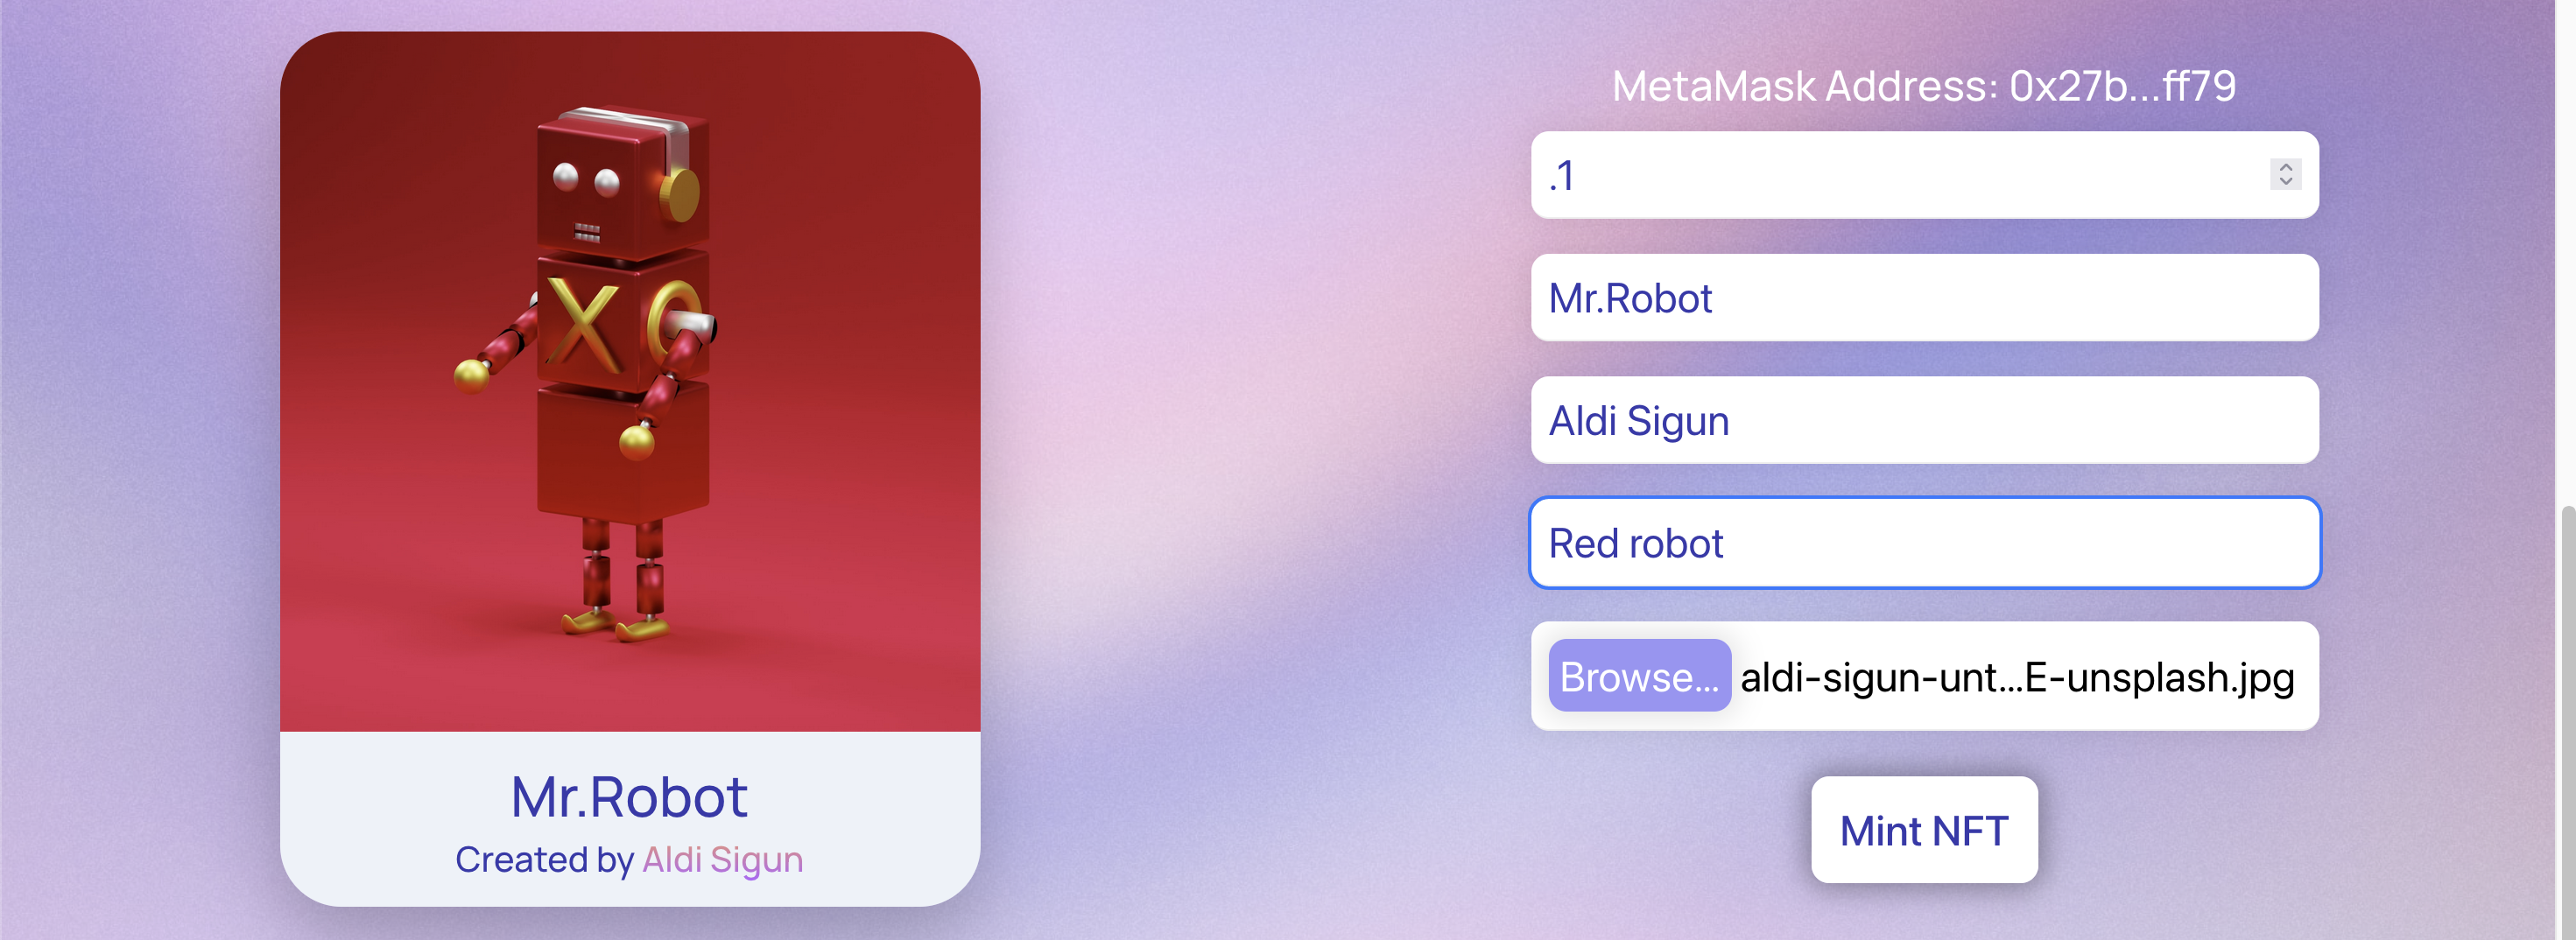 X O
Mr.Robot
Created by Aldi Sigun
MetaMask Address: 0x27b...ff79
.1
Mr.Robot
Aldi Sigun
Red robot
Browse... aldi-sigun-unt...E-unsplash.jpg
Mint NFT